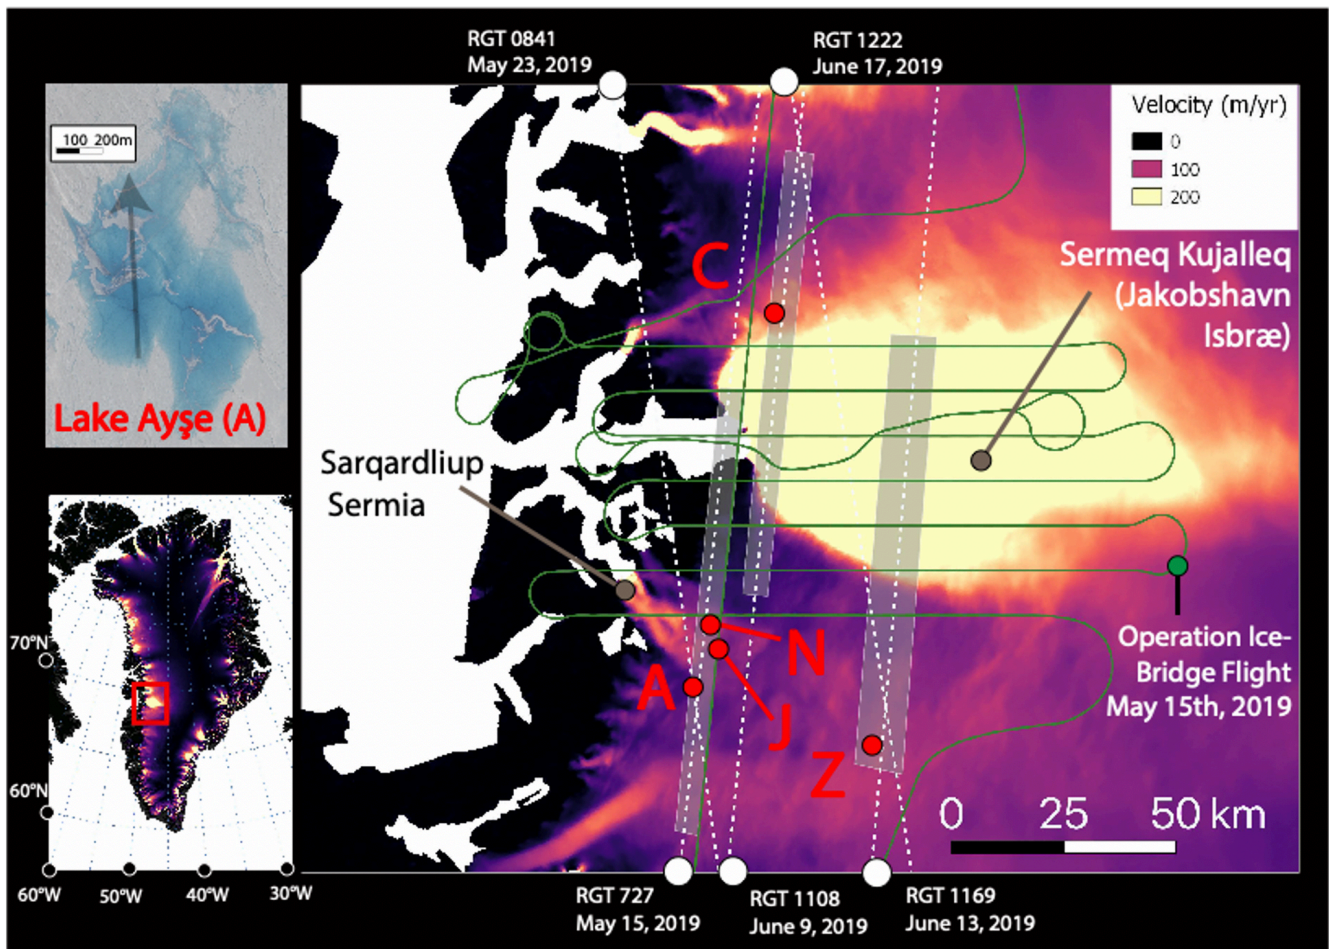 RGT 0841
May 23, 2019
RGT 1222
June 17, 2019
100 200m
Lake Ayşe (A)
Velocity (m/yr)
0
100
200
C
Sermeq Kujalleq
(Jakobshavn
Isbræ)
Sarqardliup
Sermia
N
A
J
Z
Operation Ice-
Bridge Flight
May 15th, 2019
0 25 50 km
70°N
60°N
60°W 50°W 40°W 30°W
RGT 727
May 15, 2019
RGT 1108
June 9, 2019
RGT 1169
June 13, 2019